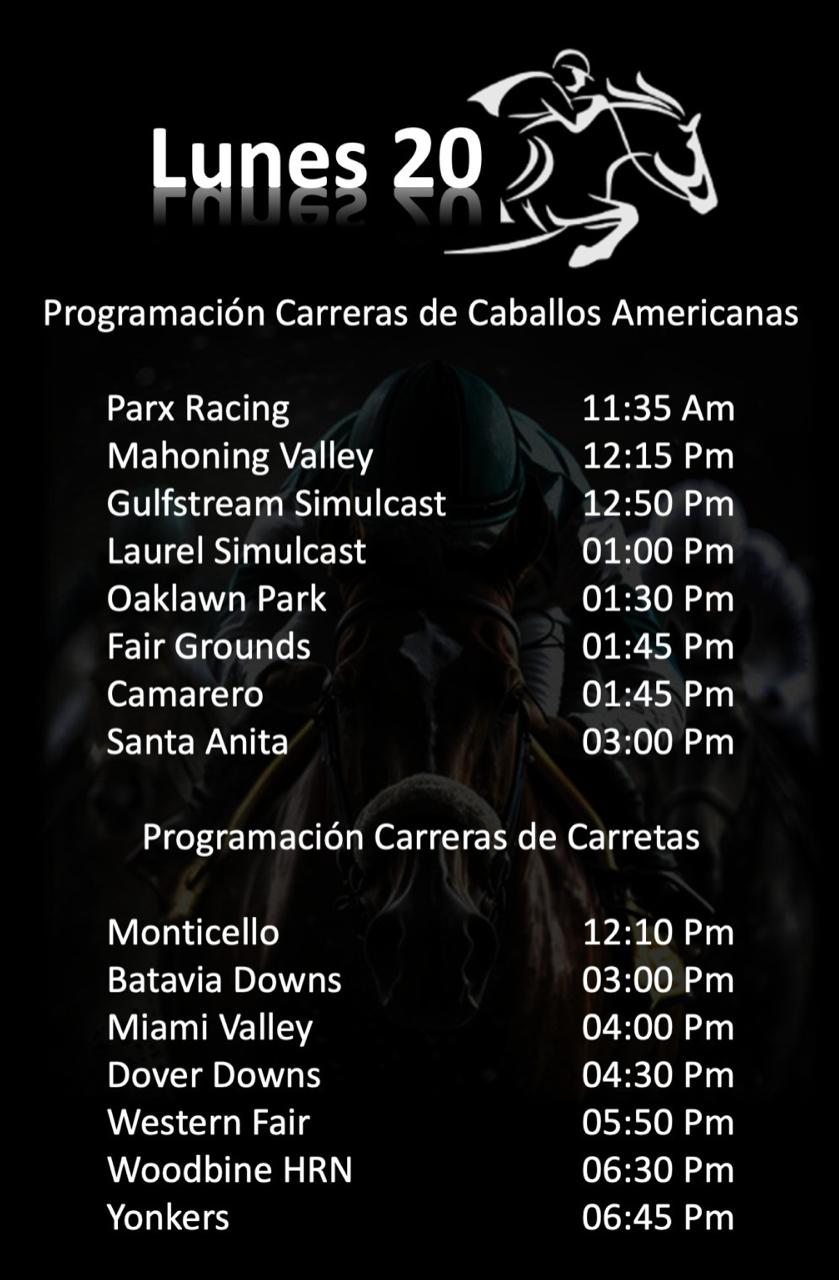 Lunes 20
Programación Carreras de Caballos Americanas
Parx Racing 11:35 Am
Mahoning Valley 12:15 Pm
Gulfstream Simulcast 12:50 Pm
Laurel Simulcast 01:00 Pm
Oaklawn Park 01:30 Pm
Fair Grounds 01:45 Pm
Camarero 01:45 Pm
Santa Anita 03:00 Pm
Programación Carreras de Carretas
Monticello 12:10 Pm
Batavia Downs 03:00 Pm
Miami Valley 04:00 Pm
Dover Downs 04:30 Pm
Western Fair 05:50 Pm
Woodbine HRN 06:30 Pm
Yonkers 06:45 Pm